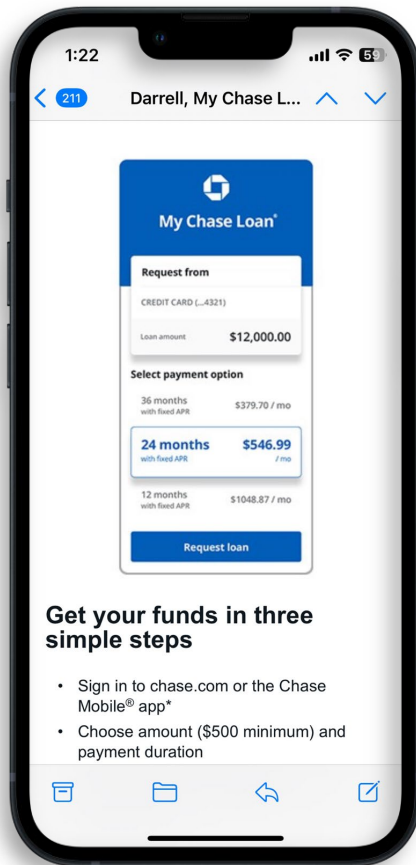 1:22
59
211
Darrell, My Chase L...
My Chase Loan®
Request from
CREDIT CARD (...4321)
Loan amount $12,000.00
Select payment option
36 months
with fixed APR
$379.70 / mo
24 months
with fixed APR
$546.99
/ mo
12 months
with fixed APR
$1048.87 / mo
Request loan
Get your funds in three
simple steps
• Sign in to chase.com or the Chase
Mobile® app*
• Choose amount ($500 minimum) and
payment duration